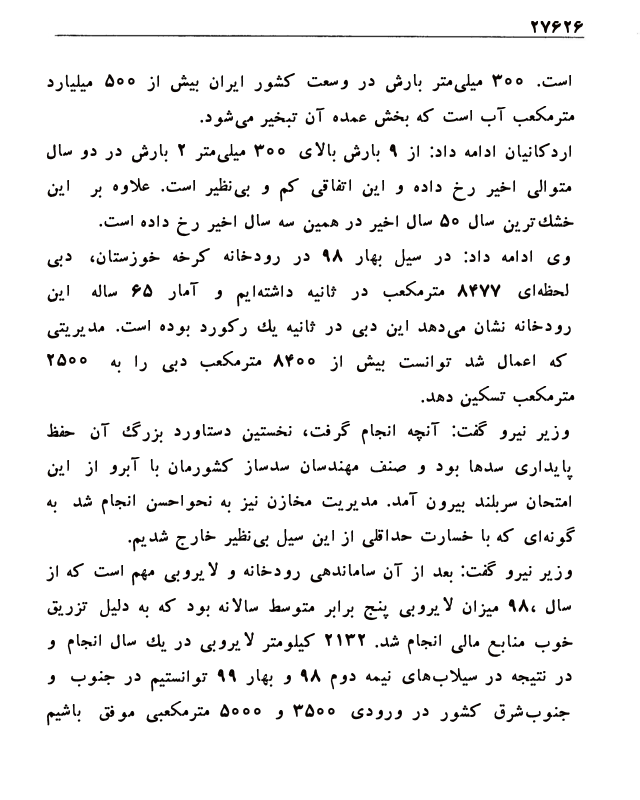 ۲۷۶۲۶
است. ۳۰۰ میلی‌متر بارش در وسعت کشور ایران بیش از ۵۰۰ میلیارد
مترمکعب آب است که بخش عمده آن تبخیر می‌شود.
اردکانیان ادامه داد: از ۹ بارش بالای ۳۰۰ میلی‌متر ۲ بارش در دو سال
متوالی اخیر رخ داده و این اتفاقی کم و بی‌نظیر است. علاوه بر این
خشك‌ترین سال ۵۰ سال اخیر در همین سه سال اخیر رخ داده است.
وی ادامه داد: در سیل بهار ۹۸ در رودخانه کرخه خوزستان، دبی
لحظه‌ای ۸۴۷۷ مترمکعب در ثانیه داشته‌ایم و آمار ۶۵ ساله این
رودخانه نشان می‌دهد این دبی در ثانیه یك رکورد بوده است. مدیریتی
که اعمال شد توانست بیش از ۸۴۰۰ مترمکعب دبی را به ۲۵۰۰
مترمکعب تسکین دهد.
وزیر نیرو گفت: آنچه انجام گرفت، نخستین دستاورد بزرگ آن حفظ
پایداری سدها بود و صنف مهندسان سدساز کشورمان با آبرو از این
امتحان سربلند بیرون آمد. مدیریت مخازن نیز به نحواحسن انجام شد به
گونه‌ای که با خسارت حداقلی از این سیل بی‌نظیر خارج شدیم.
وزیر نیرو گفت: بعد از آن ساماندهی رودخانه و لایروبی مهم است که از
سال ۹۸، میزان لایروبی پنج برابر متوسط سالانه بود که به دلیل تزریق
خوب منابع مالی انجام شد. ۲۱۳۲ کیلومتر لایروبی در یك سال انجام و
در نتیجه در سیلاب‌های نیمه دوم ۹۸ و بهار ۹۹ توانستیم در جنوب و
جنوب‌شرق کشور در ورودی ۳۵۰۰ و ۵۰۰۰ مترمکعبی موفق باشیم